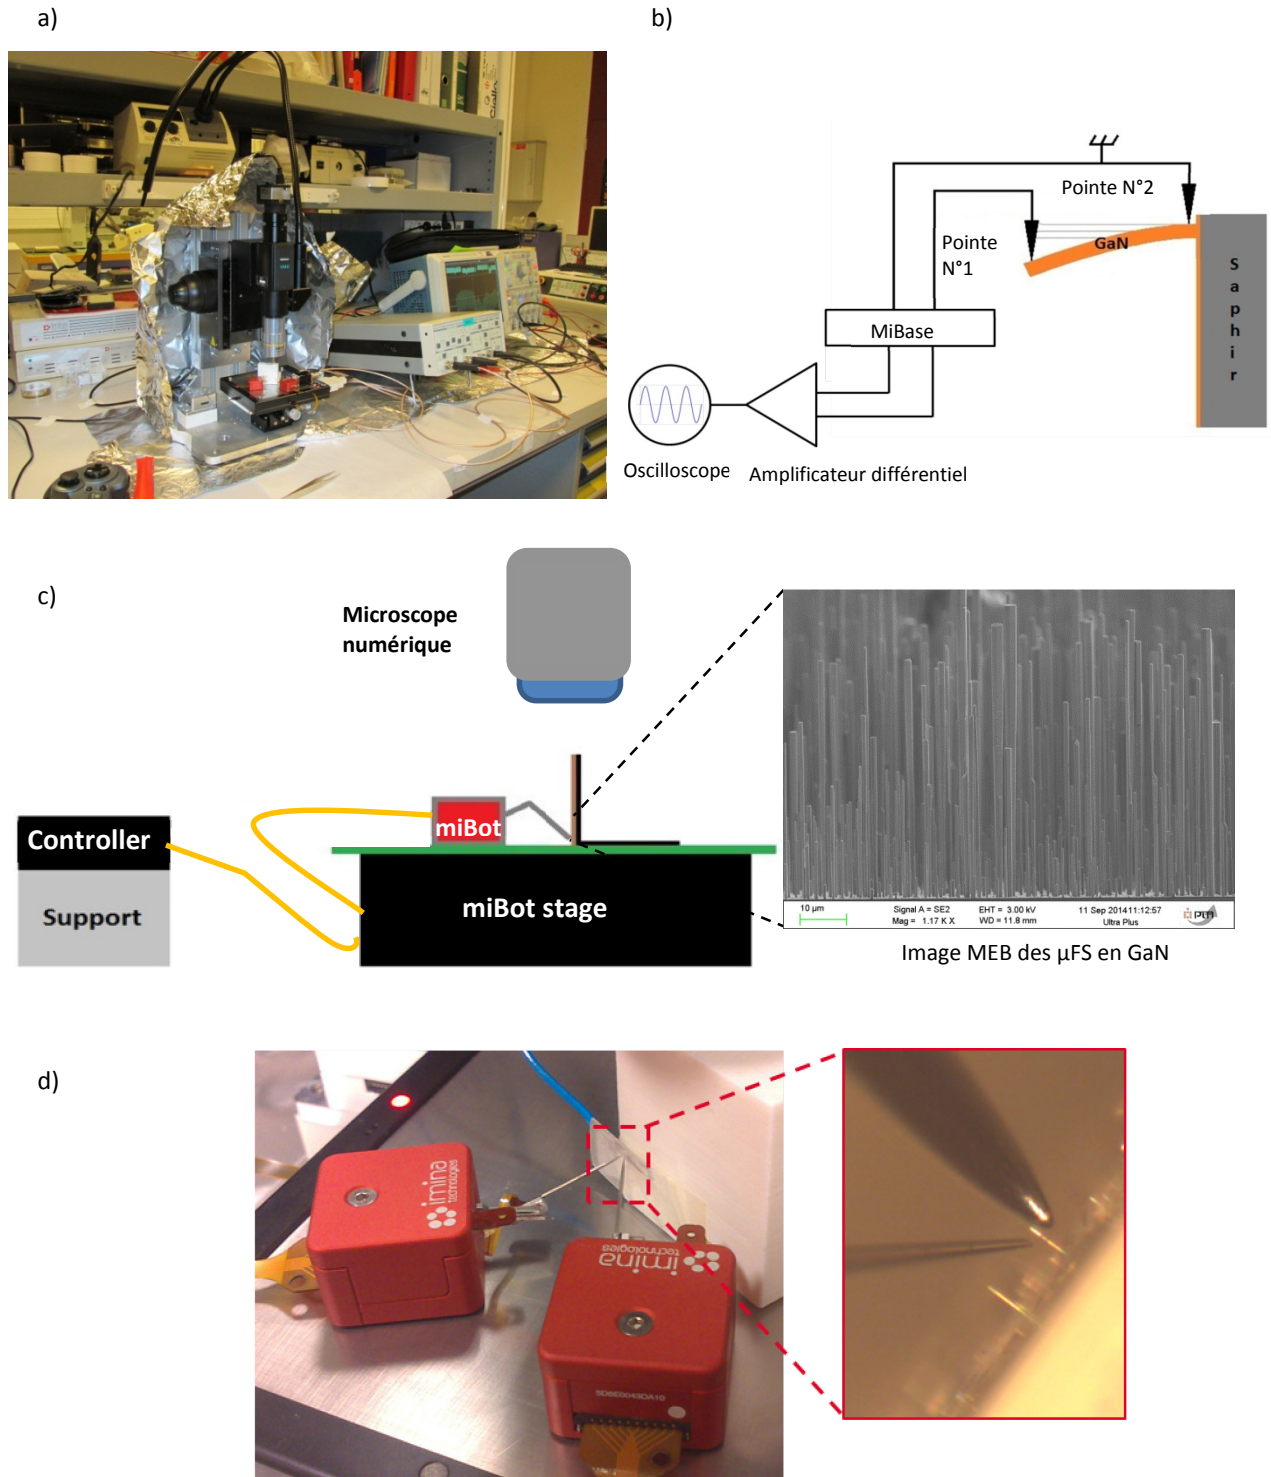 a)
b)
Pointe N°2
GaN
Pointe
N°1
Saphir
MiBase
Oscilloscope
Amplificateur différentiel
c)
Microscope
numérique
miBot
Controller
Support
miBot stage
10 µm
Signal A = SE2
EHT = 3.00 kV
11 Sep 2014 11:12:57
Mag = 1.17 K X
WD = 11.8 mm
Ultra Plus
Image MEB des µFS en GaN
d)
imina
technologies
imina
technologies